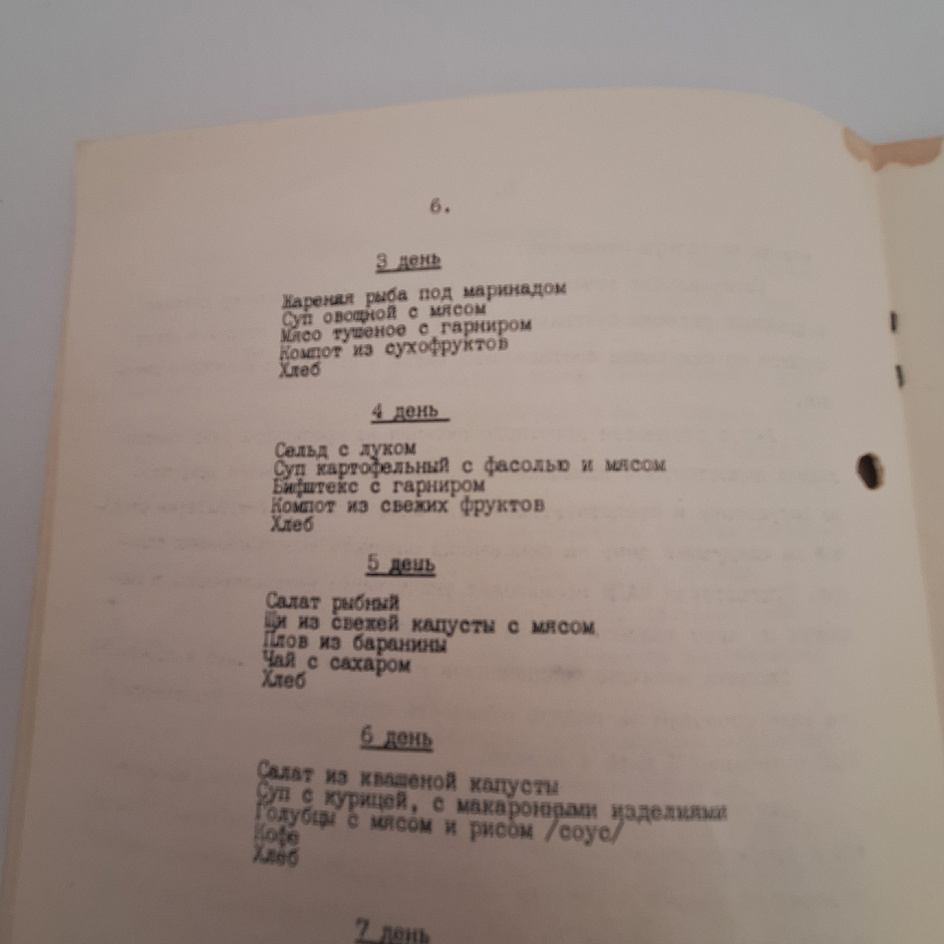 6.
3 день
Жареная рыба под маринадом
Суп овощной с мясом
Мясо тушеное с гарниром
Компот из сухофруктов
Хлеб
4 день
Сельд с луком
Суп картофельный с фасолью и мясом
Бифштекс с гарниром
Компот из свежих фруктов
Хлеб
5 день
Салат рыбный
Щи из свежей капусты с мясом
Плов из баранины
Чай с сахаром
Хлеб
6 день
Салат из квашеной капусты
Суп с курицей, с макаронными изделиями
Голубцы с мясом и рисом /соус/
Кофе
Хлеб
7 день